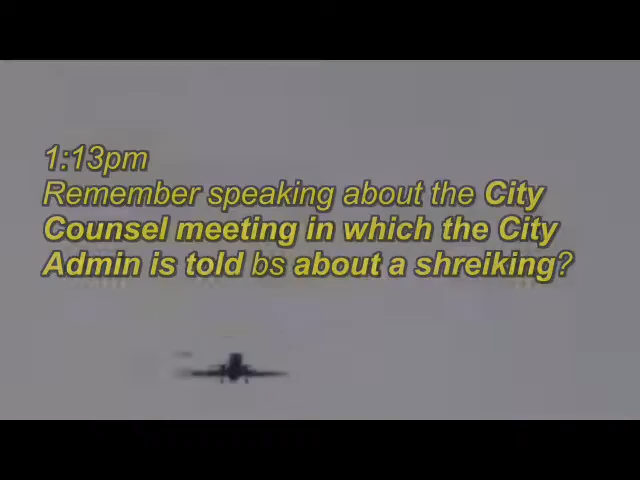 1:13pm
Remember speaking about the City
Counsel meeting in which the City
Admin is told bs about a shreiking?